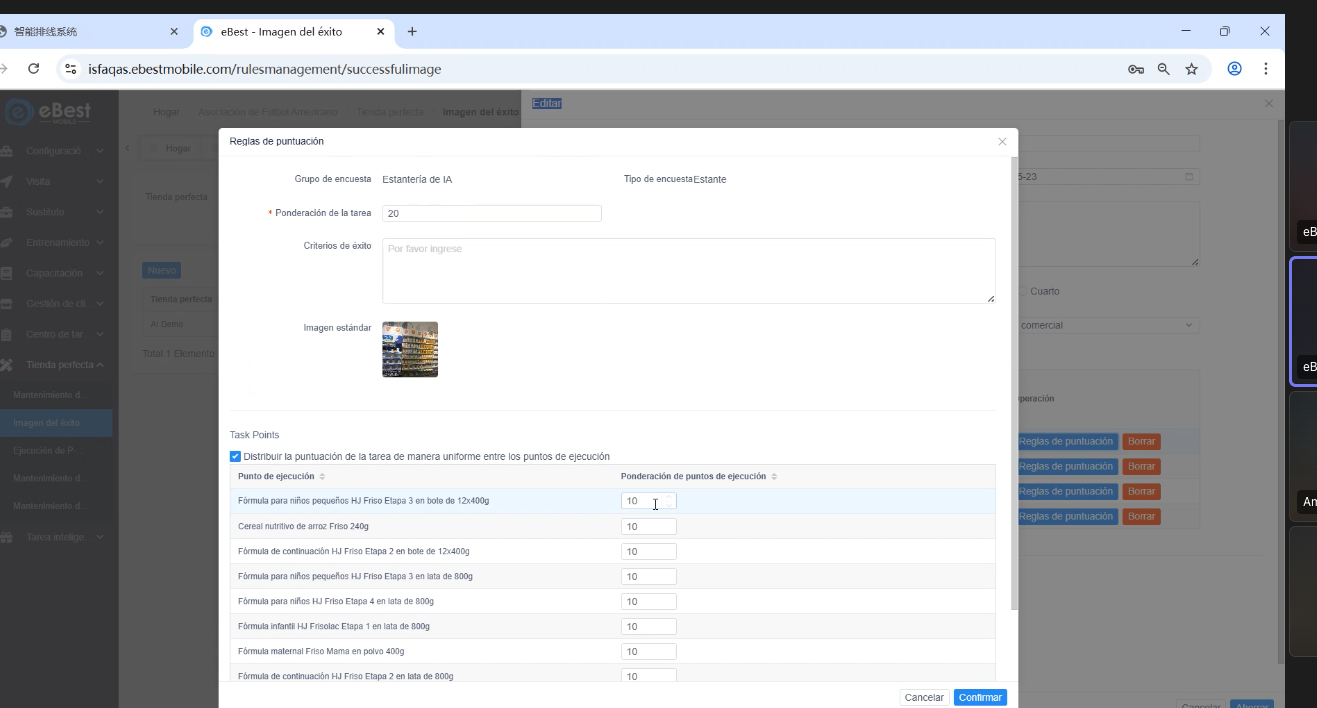 智能排线系统
eBest - Imagen del éxito
isfaqas.ebestmobile.com/rulesmanagement/successfulimage
eBest
MOBILE
Hogar Asociación de Fútbol Americano Tienda perfecta Imagen del éxito
Editar
Configuració...
Hogar
Visita
Tienda perfecta
Sustituto
Entrenamiento
Capacitación
Nuevo
Gestión de cli...
Tienda perfecta
Centro de tar...
AI Demo
Total 1 Elemento
Tienda perfecta
Mantenimiento d...
Imagen del éxito
Ejecución de P...
Mantenimiento d...
Mantenimiento d...
Tarea intelige...
Reglas de puntuación
Grupo de encuesta Estantería de IA
Tipo de encuesta Estante
* Ponderación de la tarea 20
Criterios de éxito Por favor ingrese
Imagen estándar
Task Points
Distribuir la puntuación de la tarea de manera uniforme entre los puntos de ejecución
Punto de ejecución Ponderación de puntos de ejecución
Fórmula para niños pequeños HJ Friso Etapa 3 en bote de 12x400g 10
Cereal nutritivo de arroz Friso 240g 10
Fórmula de continuación HJ Friso Etapa 2 en bote de 12x400g 10
Fórmula para niños pequeños HJ Friso Etapa 3 en lata de 800g 10
Fórmula para niños HJ Friso Etapa 4 en lata de 800g 10
Fórmula infantil HJ Frisolac Etapa 1 en lata de 800g 10
Fórmula maternal Friso Mama en polvo 400g 10
Fórmula de continuación HJ Friso Etapa 2 en lata de 800g 10
Cancelar Confirmar
5-23
Cuarto
comercial
peración
Reglas de puntuación Borrar
Reglas de puntuación Borrar
Reglas de puntuación Borrar
Reglas de puntuación Borrar
Cancelar Ahorrar
eB
eB
An